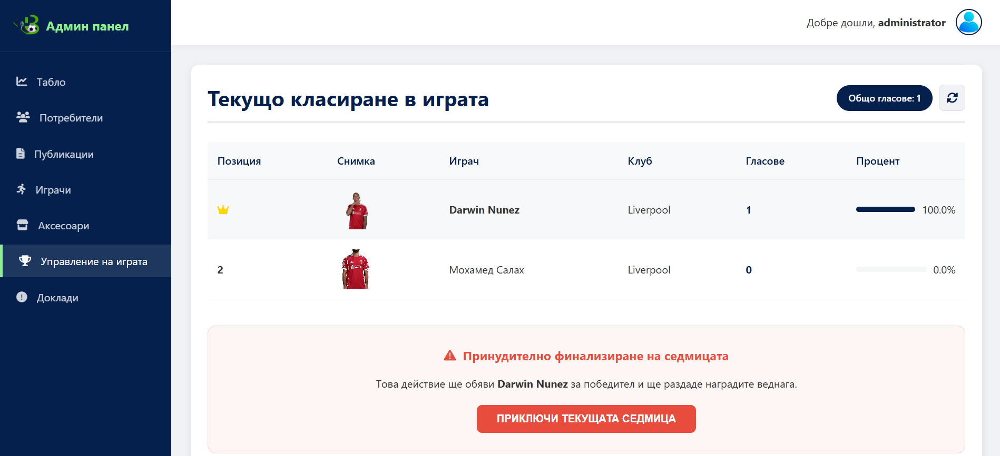 Админ панел
Добре дошли, administrator
Табло
Потребители
Публикации
Играчи
Аксесоари
Управление на играта
Доклади
Текущо класиране в играта
Общо гласове: 1
Позиция Снимка Играч Клуб Гласове Процент
Darwin Nunez Liverpool 1 100.0%
2 Мохамед Салах Liverpool 0 0.0%
Принудително финализиране на седмицата
Това действие ще обяви Darwin Nunez за победител и ще раздаде наградите веднага.
ПРИКЛЮЧИ ТЕКУЩАТА СЕДМИЦА